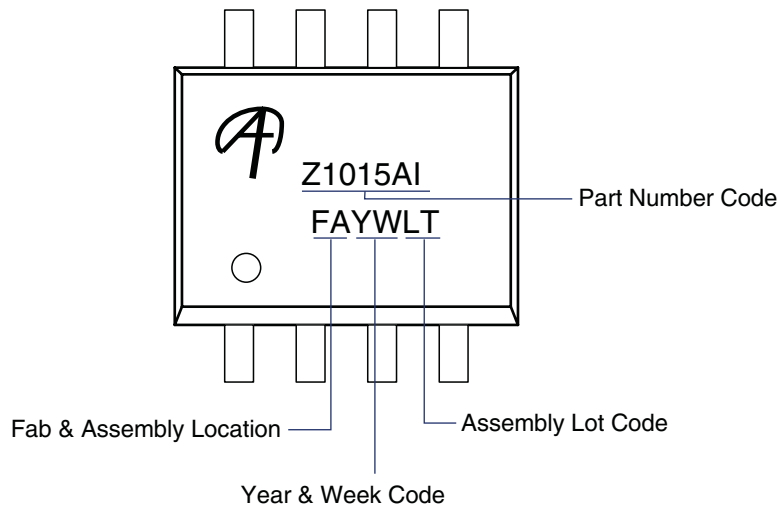 Z1015AI
Part Number Code
FAYWLT
Fab & Assembly Location
Assembly Lot Code
Year & Week Code